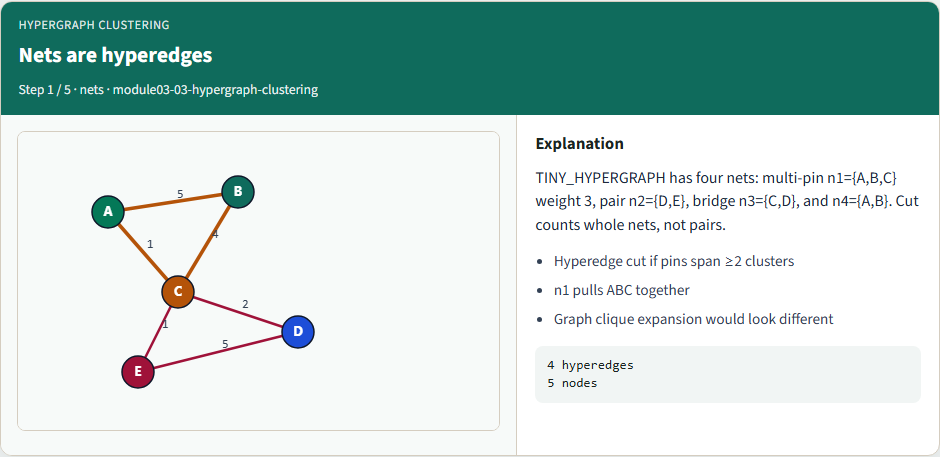 HYPERGRAPH CLUSTERING
Nets are hyperedges
Step 1 / 5 · nets · module03-03-hypergraph-clustering
A
B
C
D
E
5
1
4
2
1
5
Explanation
TINY_HYPERGRAPH has four nets: multi-pin n1={A,B,C}
weight 3, pair n2={D,E}, bridge n3={C,D}, and n4={A,B}. Cut
counts whole nets, not pairs.
• Hyperedge cut if pins span ≥2 clusters
• n1 pulls ABC together
• Graph clique expansion would look different
4 hyperedges
5 nodes